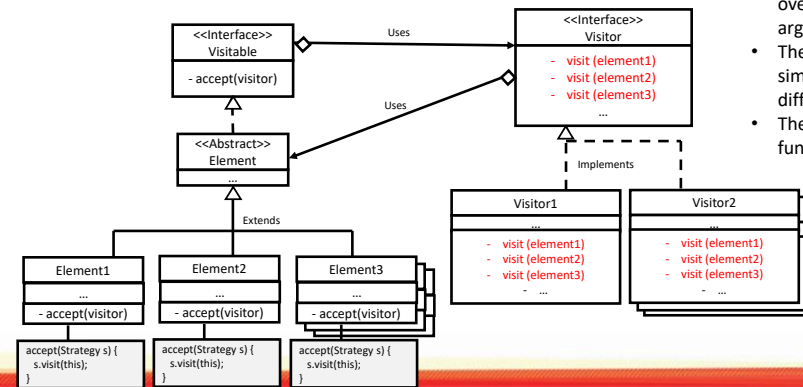 <<Interface>>
Visitable
- accept(visitor)
Uses
<<Interface>>
Visitor
- visit (element1)
- visit (element2)
- visit (element3)
...
Uses
<<Abstract>>
Element
...
Extends
Implements
Element1
...
- accept(visitor)
Element2
...
- accept(visitor)
Element3
...
- accept(visitor)
accept(Strategy s) {
s.visit(this);
}
accept(Strategy s) {
s.visit(this);
}
accept(Strategy s) {
s.visit(this);
}
Visitor1
...
- visit (element1)
- visit (element2)
- visit (element3)
- ...
Visitor2
...
- visit (element1)
- visit (element2)
- visit (element3)
- ...
ove
arg
• The
sim
diff
• The
fun